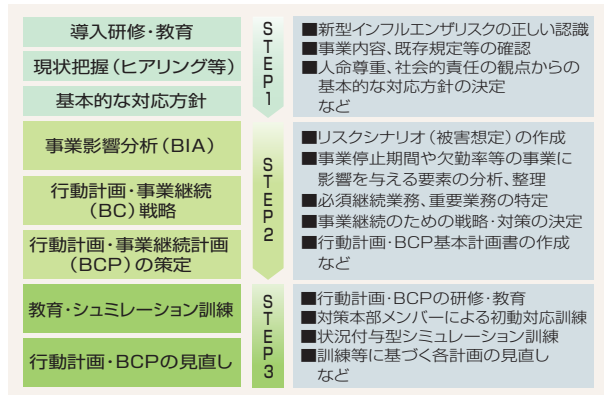 導入研修・教育
現状把握(ヒアリング等)
基本的な対応方針
STEP1
■新型インフルエンザリスクの正しい認識
■事業内容、既存規定等の確認
■人命尊重、社会的責任の観点からの
基本的な対応方針の決定
など
事業影響分析(BIA)
行動計画・事業継続
(BC)戦略
行動計画・事業継続計画
(BCP)の策定
STEP2
■リスクシナリオ(被害想定)の作成
■事業停止期間や欠勤率等の事業に
影響を与える要素の分析、整理
■必須継続業務、重要業務の特定
■事業継続のための戦略・対策の決定
■行動計画・BCP基本計画書の作成
など
教育・シュミレーション訓練
行動計画・BCPの見直し
STEP3
■行動計画・BCPの研修・教育
■対策本部メンバーによる初動対応訓練
■状況付与型シミュレーション訓練
■訓練等に基づく各計画の見直し
など